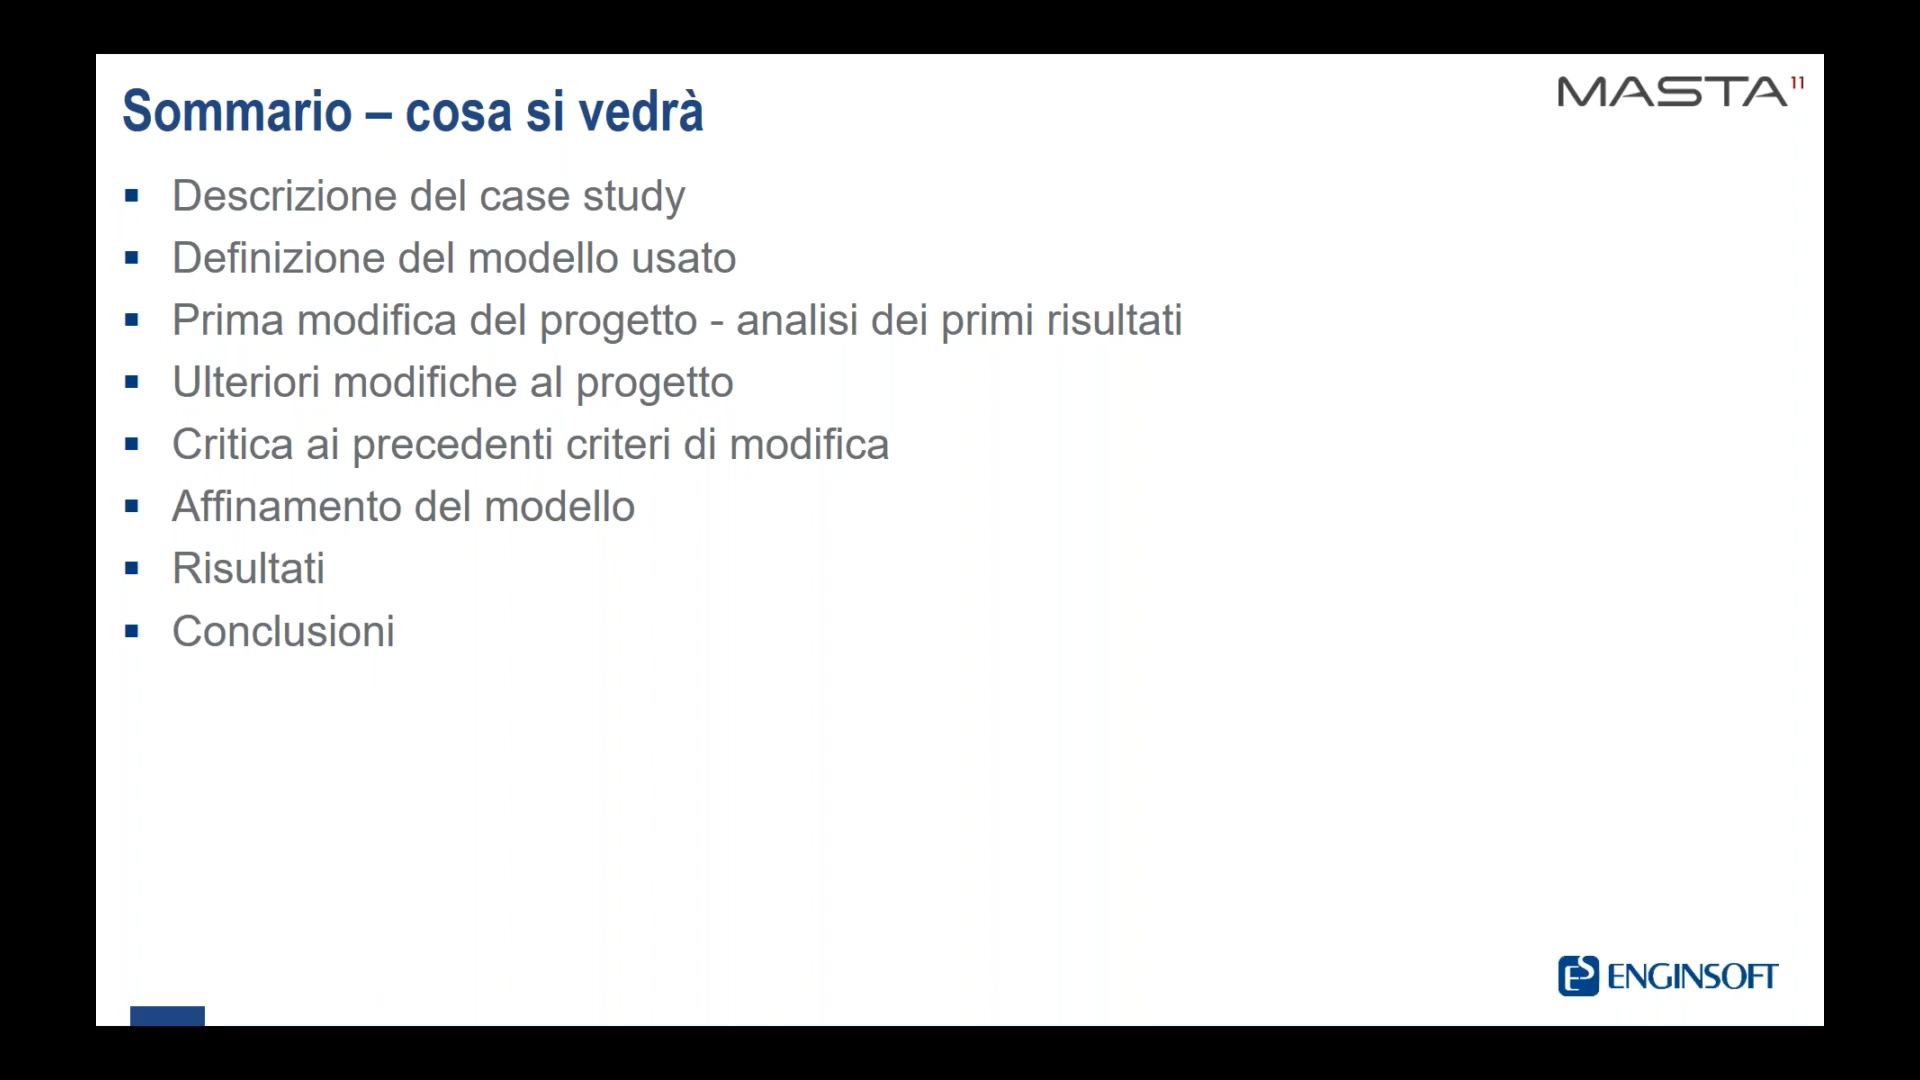 Sommario – cosa si vedrà
MASTA11
▪ Descrizione del case study
▪ Definizione del modello usato
▪ Prima modifica del progetto - analisi dei primi risultati
▪ Ulteriori modifiche al progetto
▪ Critica ai precedenti criteri di modifica
▪ Affinamento del modello
▪ Risultati
▪ Conclusioni
ES ENGINSOFT